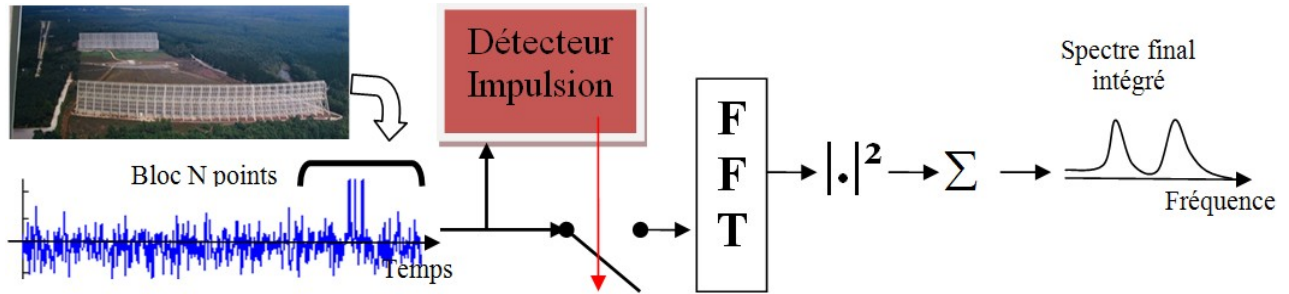 Détecteur
Impulsion
Spectre final
intégré
F
F
T
|.|²
Σ
Bloc N points
Temps
Fréquence